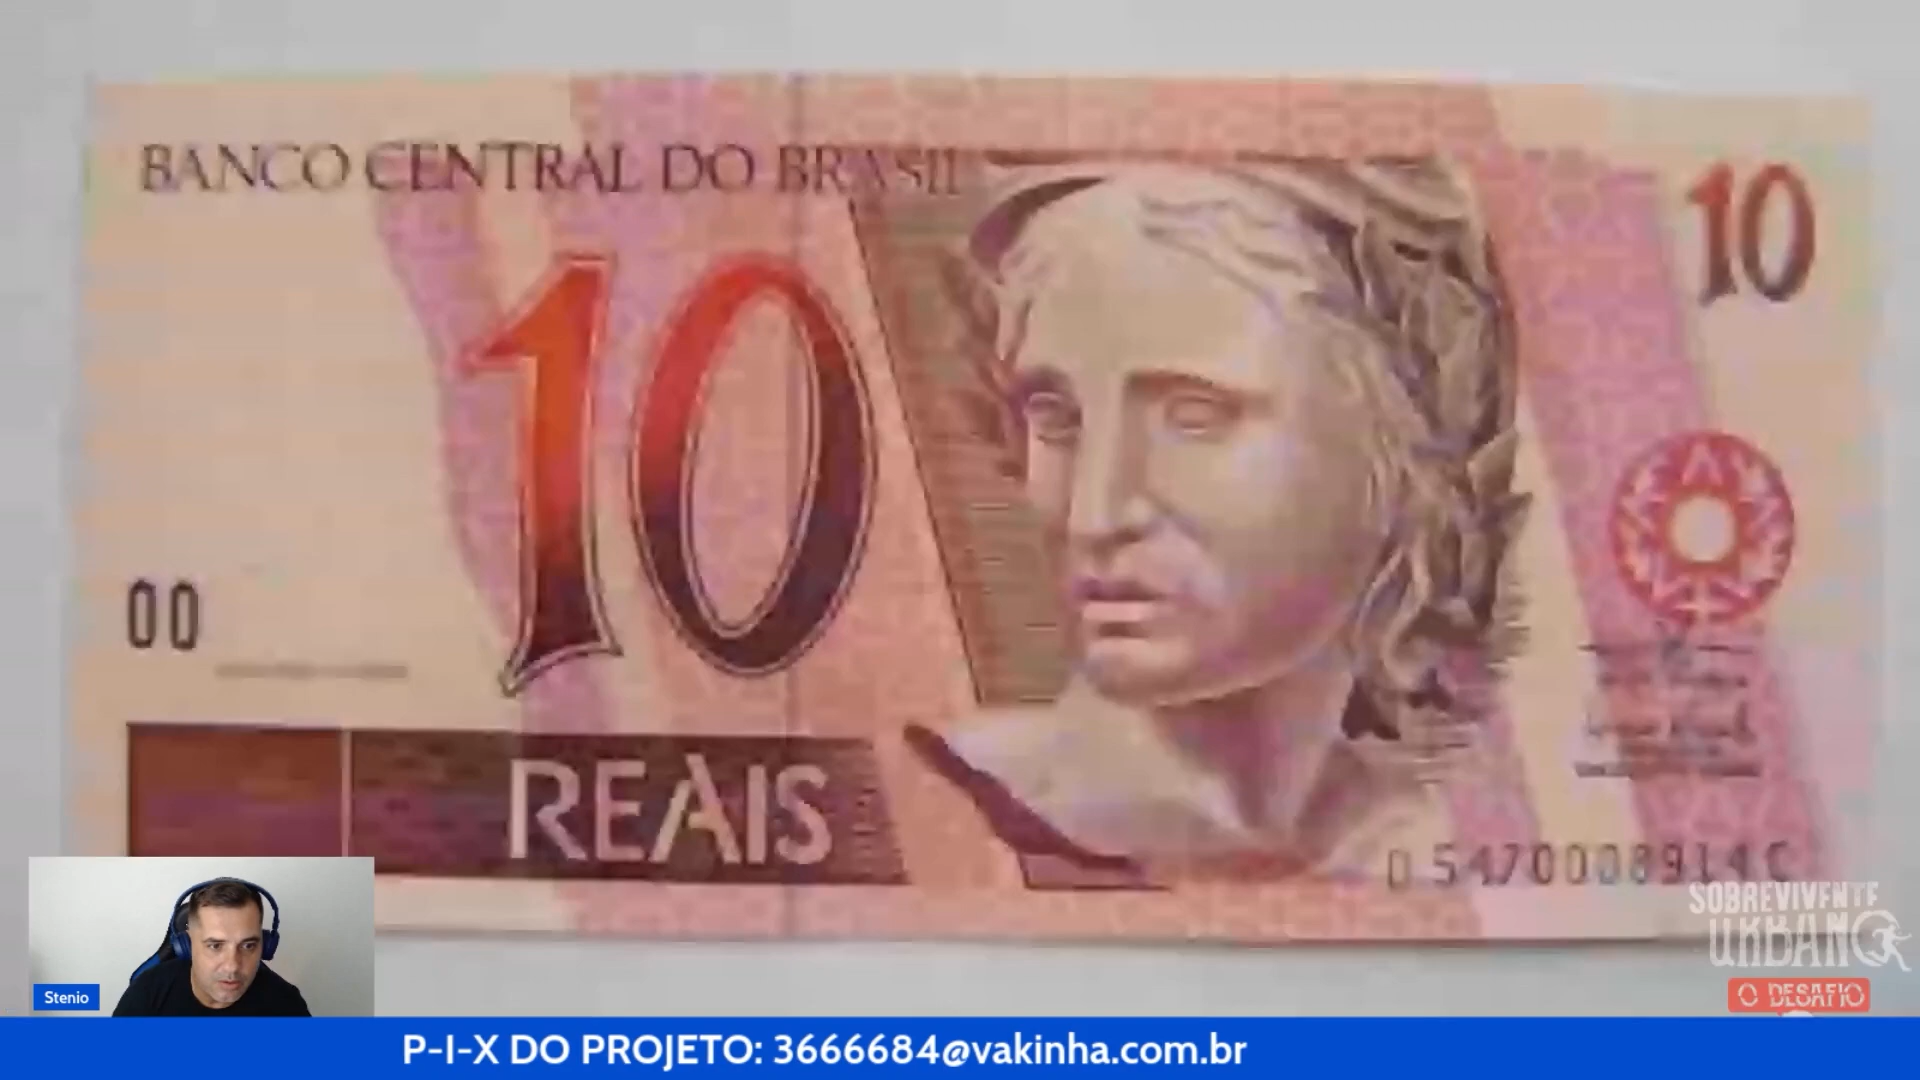 BANCO CENTRAL DO BRASIL
10
10
00
REAIS
SOBREVIVENTE
URBANO
O DESAFIO
Stenio
P-I-X DO PROJETO: 3666684@vakinha.com.br